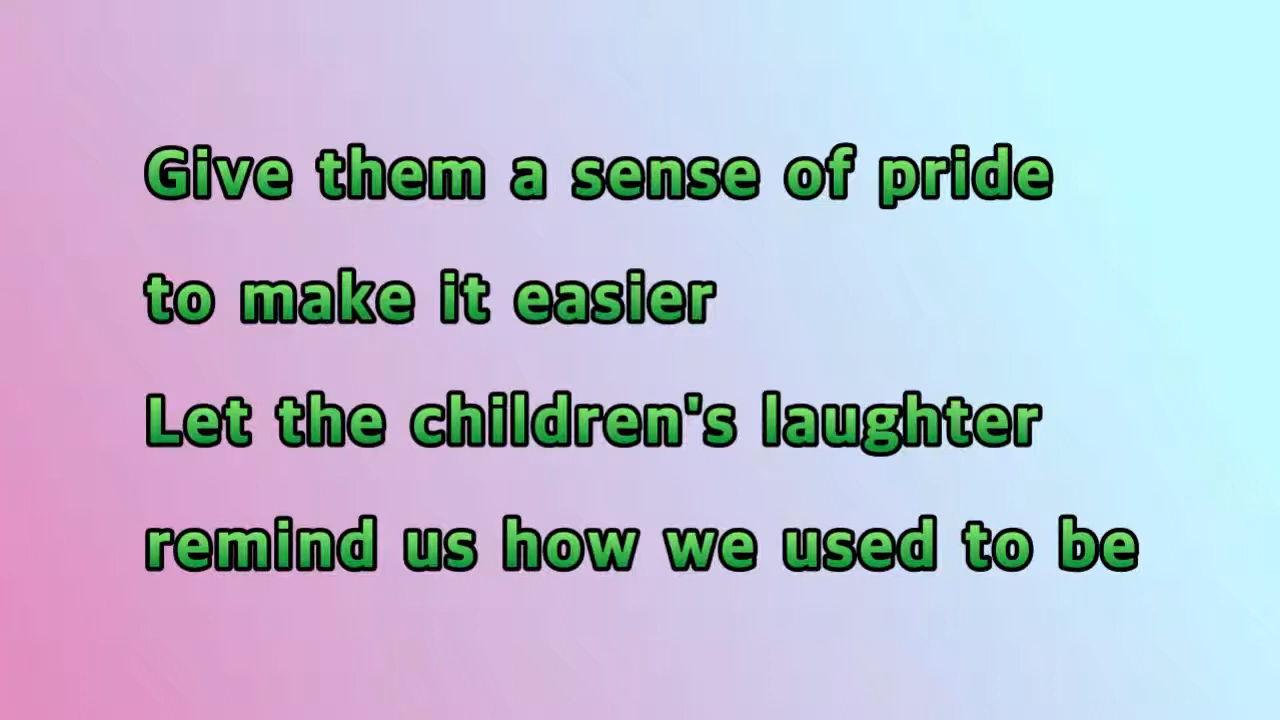 Give them a sense of pride
to make it easier
Let the children's laughter
remind us how we used to be